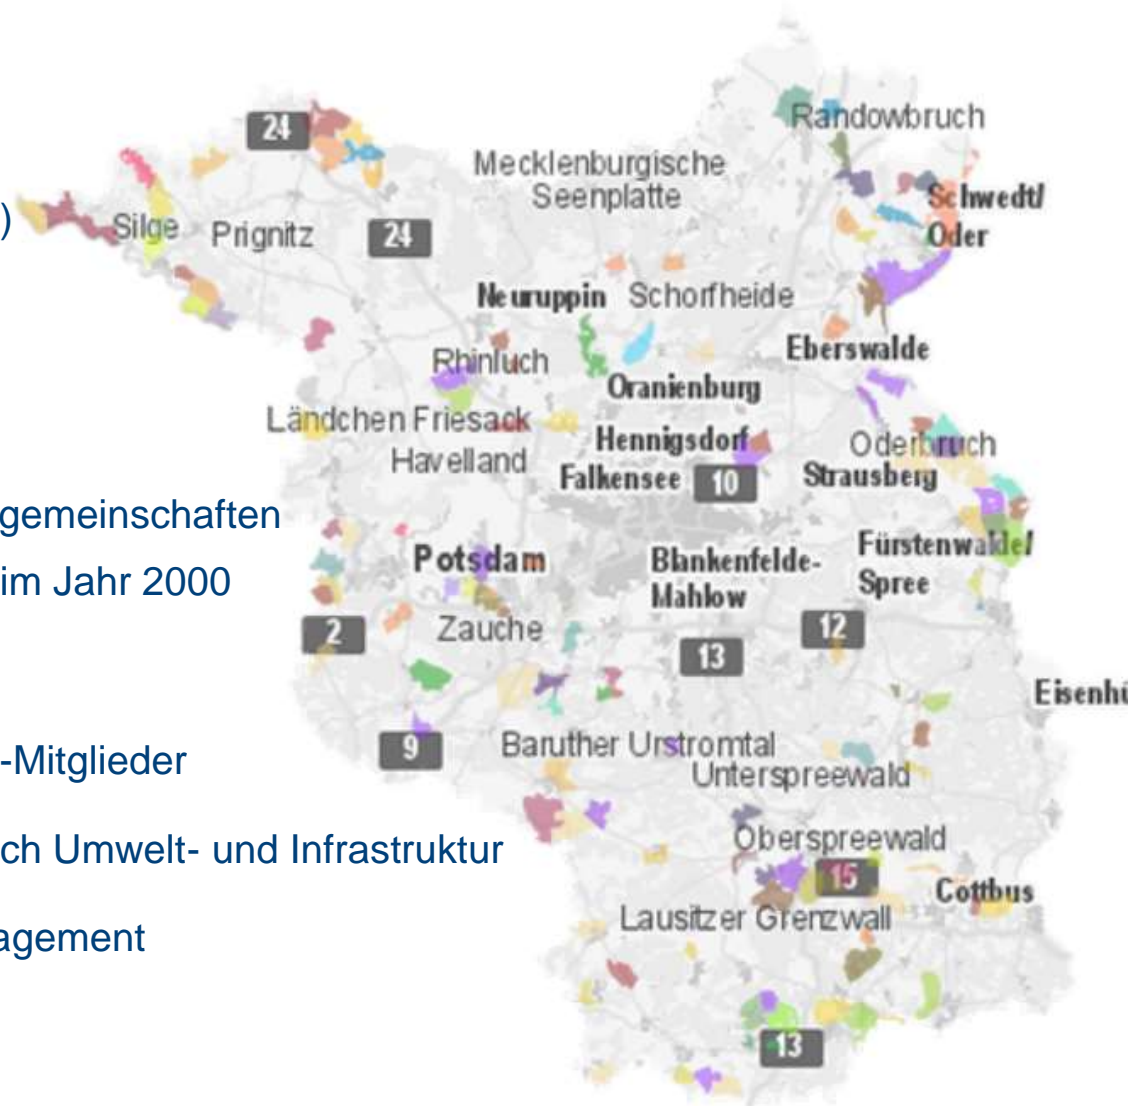 24
Randowbruch
Mecklenburgische
Seenplatte
)
Silge
Prignitz
24
Schwedt/
Oder
Neuruppin
Schorfheide
Eberswalde
Rhinluch
Oranienburg
Ländchen Friesack
Hennigsdorf
Oderbruch
Havelland
Falkensee
10
Strausberg
gemeinschaften
Potsdam
Blankenfelde-
Mahlow
Fürstenwalde/
Spree
im Jahr 2000
2
Zauche
12
13
Eisenhü
9
Baruther Urstromtal
-Mitglieder
Unterspreewald
Oberspreewald
ch Umwelt- und Infrastruktur
15
Cottbus
Lausitzer Grenzwall
agement
13